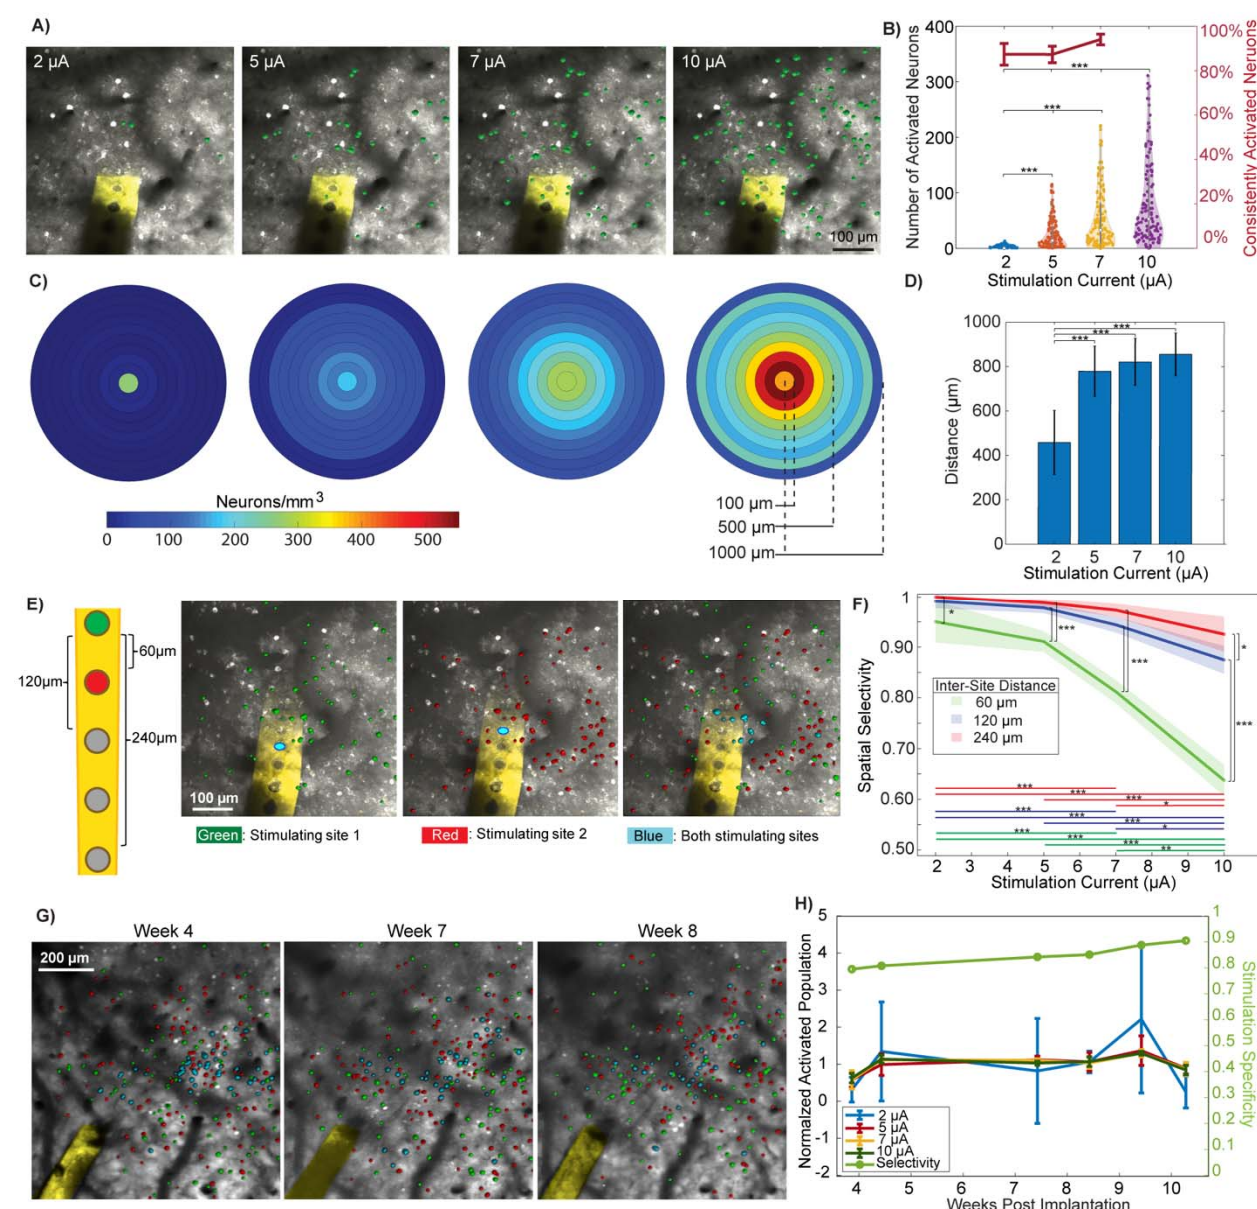 A)
2 µA
5 µA
7 µA
10 µA
100 µm
B)
Number of Activated Neurons
400
300
200
100
0
100%
80%
60%
40%
20%
0%
Consistently Activated Neruons
***
***
***
2 5 7 10
Stimulation Current (µA)
C)
Neurons/mm3
0 100 200 300 400 500
100 µm
500 µm
1000 µm
D)
Distance (µm)
1000
800
600
400
200
0
***
***
***
2 5 7 10
Stimulation Current (µA)
E)
60µm
120µm
240µm
100 µm
Green: Stimulating site 1
Red: Stimulating site 2
Blue: Both stimulating sites
F)
Spatial Selectivity
1
0.90
0.80
0.70
0.60
0.50
*
***
***
*
***
Inter-Site Distance
60 µm
120 µm
240 µm
***
***
*
***
***
***
*
***
***
**
2 3 4 5 6 7 8 9 10
Stimulation Current (µA)
G)
Week 4
Week 7
Week 8
200 µm
H)
Normalized Activated Population
5
4
3
2
1
0
-1
-2
1
0.9
0.8
0.7
0.6
0.5
0.4
0.3
0.2
0.1
0
Stimulation Specificity
2 µA
5 µA
7 µA
10 µA
Selectivity
4 5 6 7 8 9 10
Weeks Post Implantation